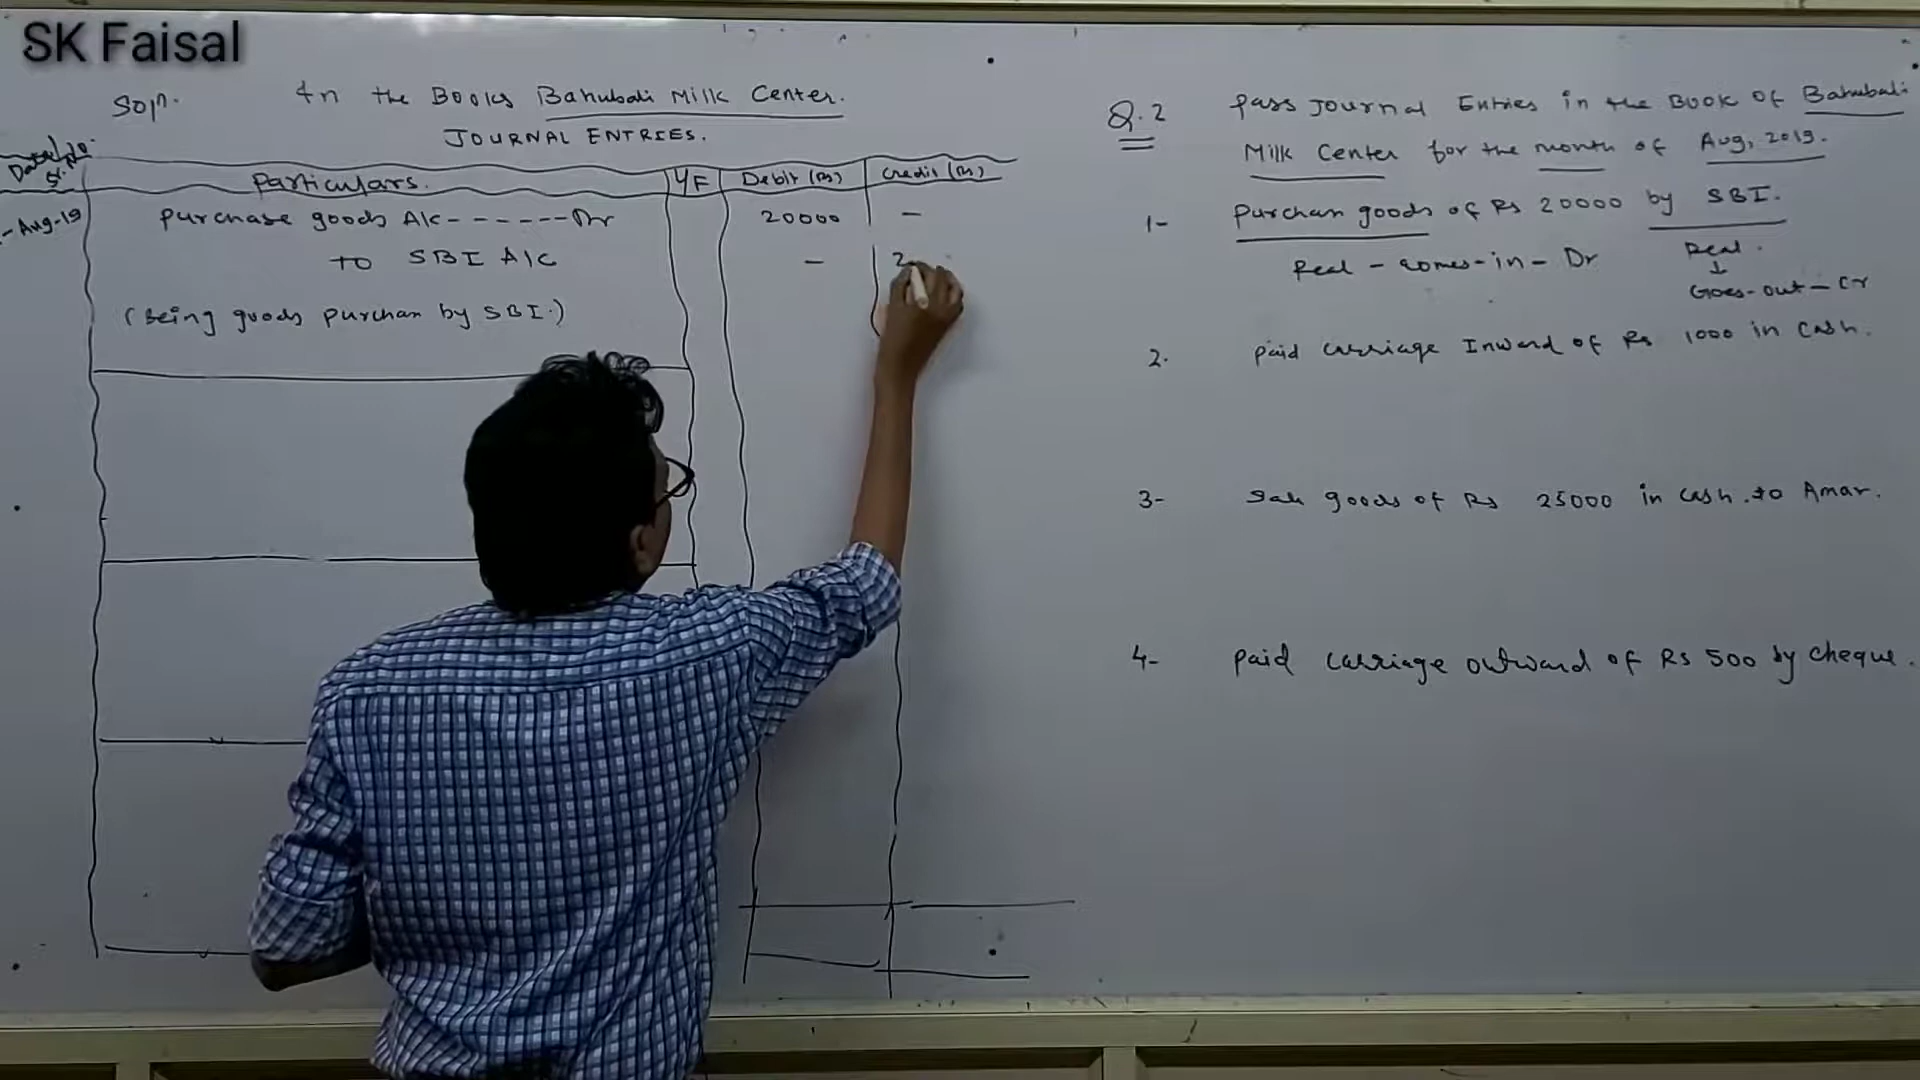 SK Faisal
Soln.
In the Books Bahubali Milk Center.
JOURNAL ENTRIES.
Particulars. L/F Debit (Rs) Credit (Rs)
-Aug-19 purchase goods A/c - - - - - - Dr 20000 —
To SBI A/c — 2
(Being goods purchan by SBI.)
Q.2 Pass Journal Entries in the BOOK OF Bahubali
Milk Center for the month of Aug, 2019.
1- Purchan goods of Rs 20000 by SBI.
Real - comes-in- Dr Real.
↓
Goes-out-Cr
2. Paid carriage Inward of Rs 1000 in Cash.
3- Sale goods of Rs 25000 in cash. to Amar.
4- Paid carriage outward of Rs 500 by cheque.